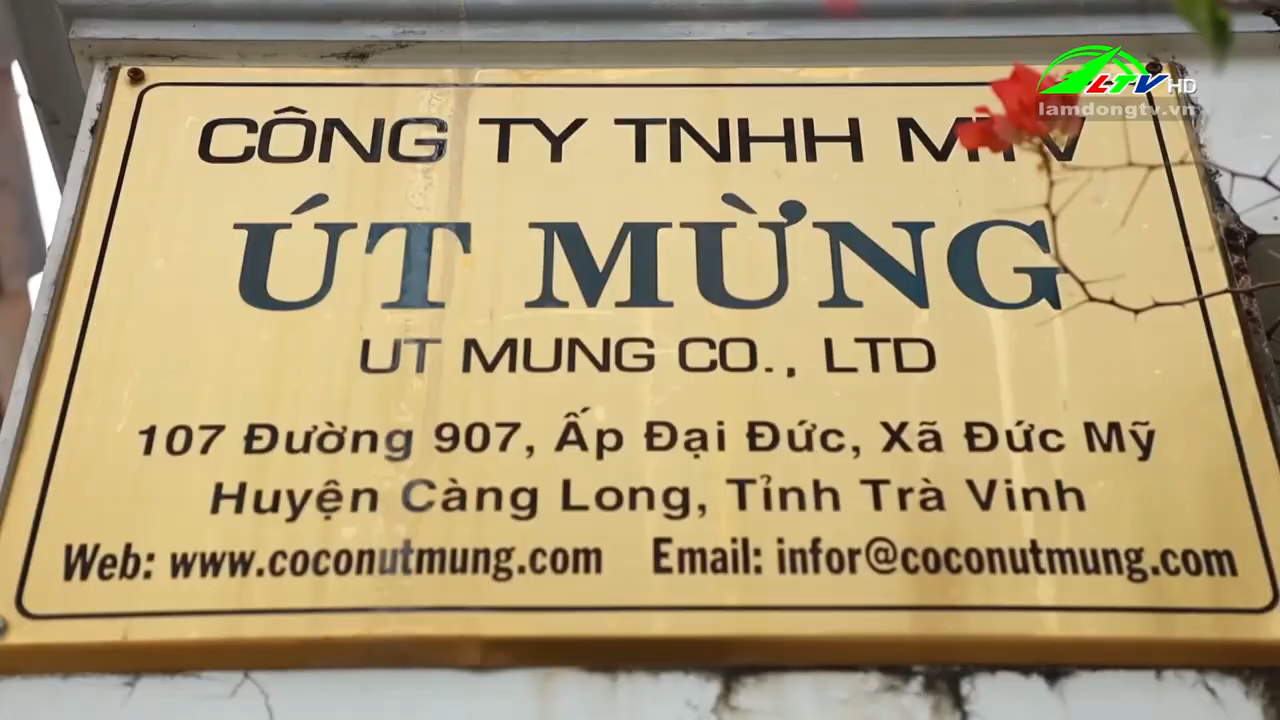 LTV HD
lamdongtv.vn
CÔNG TY TNHH MTV
ÚT MỪNG
UT MUNG CO., LTD
107 Đường 907, Ấp Đại Đức, Xã Đức Mỹ
Huyện Càng Long, Tỉnh Trà Vinh
Web: www.coconutmung.com Email: infor@coconutmung.com